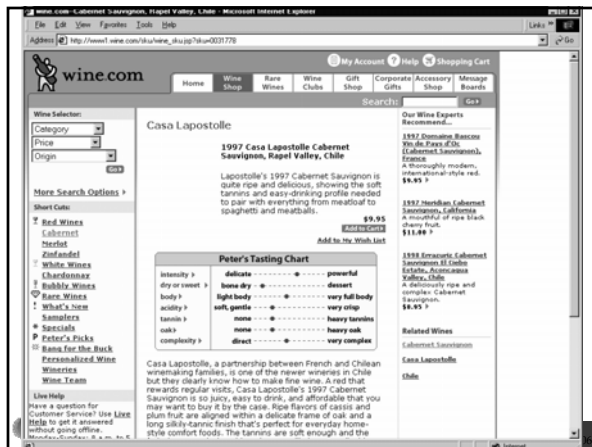 wine.com - Cabernet Sauvignon, Rapel Valley, Chile - Microsoft Internet Explorer
File Edit View Favorites Tools Help
Links »
Address http://www1.wine.com/sku/wine_sku.jsp?sku=0031778
Go
My Account Help Shopping Cart
wine.com
Home
Wine Shop
Rare Wines
Wine Clubs
Gift Shop
Corporate Gifts
Accessory Shop
Message Boards
Search:
Go
Wine Selector:
Category
Price
Origin
Go
More Search Options
Short Cuts:
Red Wines
Cabernet
Merlot
Zinfandel
White Wines
Chardonnay
Bubbly Wines
Rare Wines
What's New
Samplers
Specials
Peter's Picks
Bang for the Buck
Personalized Wine
Wineries
Wine Team
Live Help
Have a question for
Customer Service? Use Live
Help to get it answered
without going offline.
Casa Lapostolle
1997 Casa Lapostolle Cabernet
Sauvignon, Rapel Valley, Chile
Lapostolle's 1997 Cabernet Sauvignon is
quite ripe and delicious, showing the soft
tannins and easy-drinking profile needed
to pair with everything from meatloaf to
spaghetti and meatballs.
$9.95
Add to Cart
Add to My Wish List
Peter's Tasting Chart
intensity delicate powerful
dry or sweet bone dry dessert
body light body very full body
acidity soft, gentle very crisp
tannin none heavy tannins
oak none heavy oak
complexity direct very complex
Casa Lapostolle, a partnership between French and Chilean
winemaking families, is one of the newer wineries in Chile
but they clearly know how to make fine wine. A red that
rewards regular visits, Casa Lapostolle's 1997 Cabernet
Sauvignon is so juicy, easy to drink, and affordable that you
may want to buy it by the case. Ripe flavors of cassis and
plum fruit are aligned within a delicate frame of oak and a
long silkily-tannic finish that's perfect for everyday home-
style comfort foods. The tannins are soft enough and the
Our Wine Experts
Recommend...
1997 Domaine Bascou
Vin de Pays d'Oc
(Cabernet Sauvignon),
France
A thoroughly modern,
international-style red.
$9.95
1997 Meridian Cabernet
Sauvignon, California
A mouthful of ripe black
cherry fruit.
$11.00
1998 Errazuriz Cabernet
Sauvignon El Ciebo
Estate, Aconcagua
Valley, Chile
A deliciously ripe and
complex Cabernet
Sauvignon.
$8.95
Related Wines
Cabernet Sauvignon
Casa Lapostolle
Chile
Internet